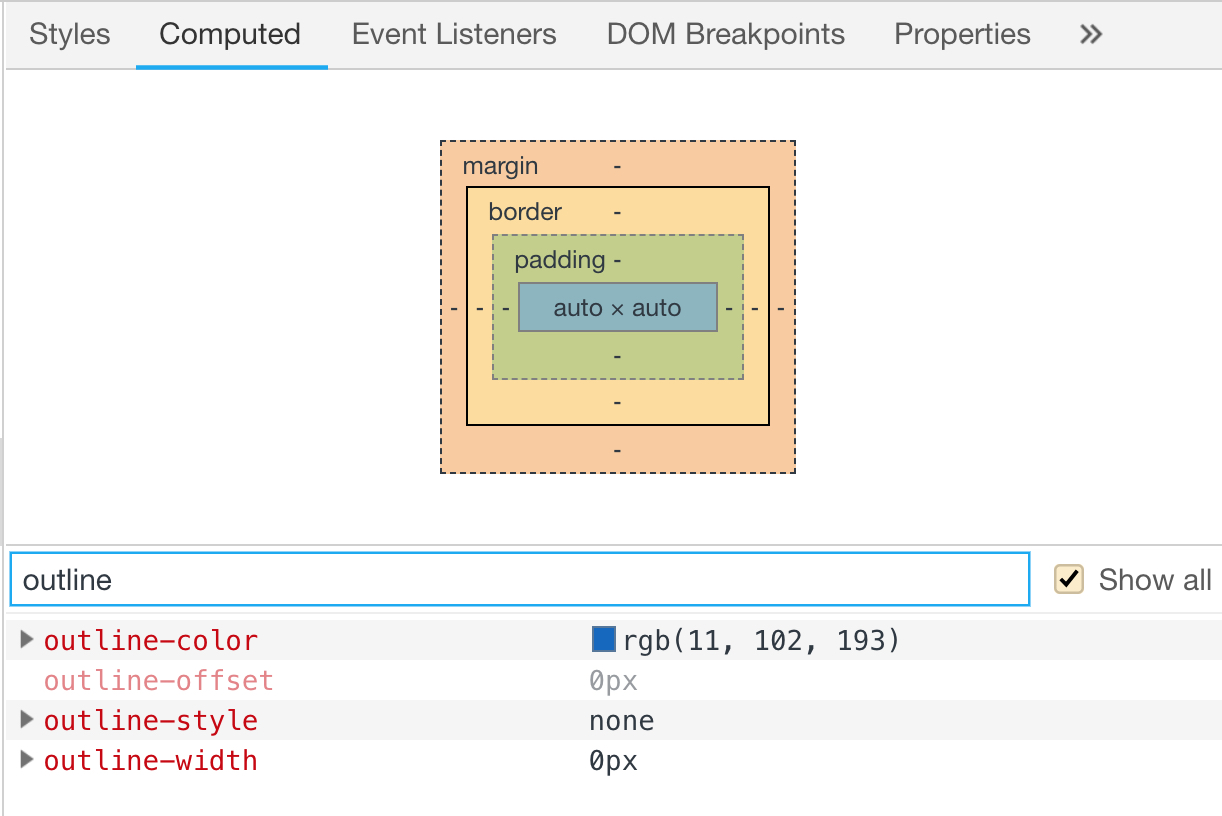 Styles Computed Event Listeners DOM Breakpoints Properties »
margin -
border -
padding -
- - - auto × auto - - -
-
-
-
outline Show all
outline-color rgb(11, 102, 193)
outline-offset 0px
outline-style none
outline-width 0px